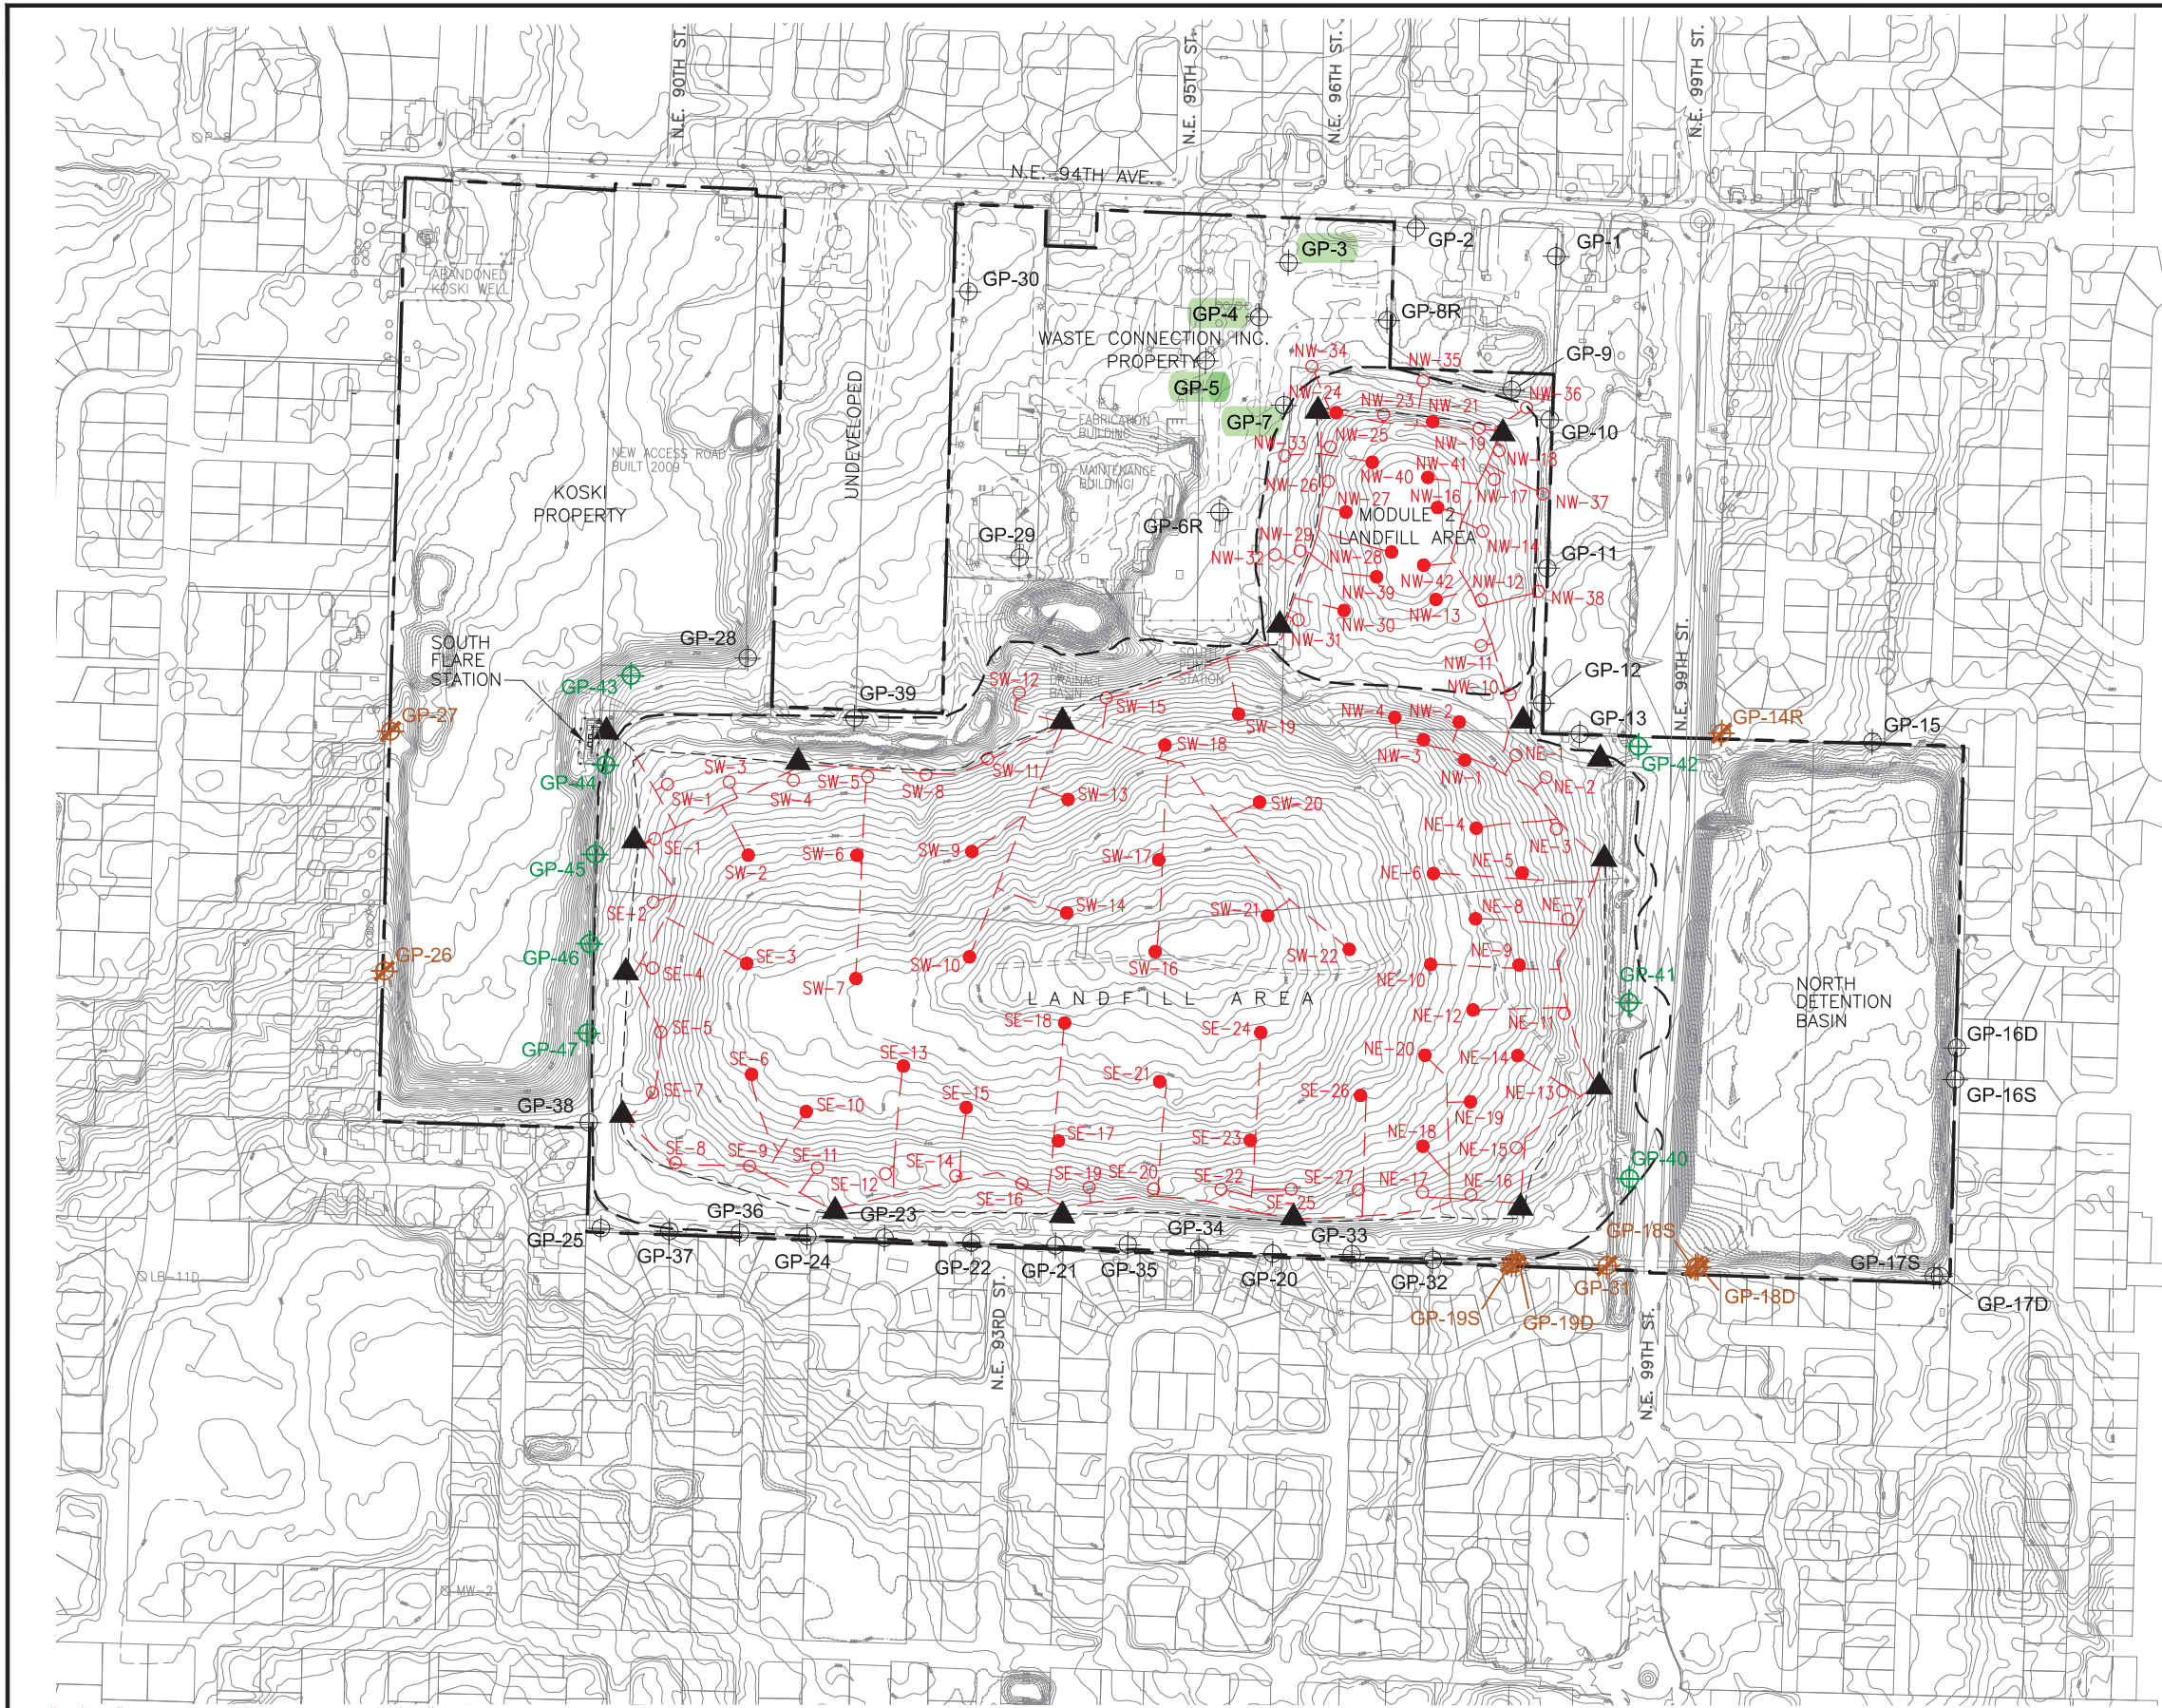 N.E. 90TH ST.
N.E. 95TH ST.
N.E. 96TH ST.
N.E. 99TH ST.
N.E. 94TH AVE.
ABANDONED
KOSKI WELL
GP-30
GP-3
GP-2
GP-1
GP-4
GP-8R
WASTE CONNECTION INC.
PROPERTY
GP-5
GP-7
GP-9
GP-10
NW-34
NW-35
NW-36
NW-24
NW-23
NW-21
NW-33
NW-25
NW-19
NW-18
NW-40
NW-41
NW-17
NW-37
NW-26
NW-27
NW-16
MODULE 2
LANDFILL AREA
FABRICATION
BUILDING
MAINTENANCE
BUILDING
NEW ACCESS ROAD
BUILT 2009
UNDEVELOPED
KOSKI
PROPERTY
GP-29
GP-6R
NW-29
NW-32
NW-28
NW-14
GP-11
NW-42
NW-12
NW-38
NW-39
NW-13
NW-30
NW-31
NW-11
NW-10
SOUTH
FLARE
STATION
GP-28
GP-43
GP-27
GP-39
WEST
DRAINAGE
BASIN
SOUTH
PUMP
STATION
SW-12
SW-15
SW-19
NW-4
NW-2
GP-12
GP-13
N.E. 99TH ST.
GP-14R
GP-15
GP-42
GP-44
SW-18
NW-3
NW-1
NE-1
NE-2
SW-1
SW-3
SW-4
SW-5
SW-8
SW-11
SW-13
SW-20
NE-4
NE-3
SE-1
GP-45
SW-2
SW-6
SW-9
SW-17
NE-6
NE-5
SE-2
SW-14
SW-21
NE-8
NE-7
GP-46
GP-26
SE-4
SE-3
SW-7
SW-10
SW-16
SW-22
NE-9
NE-10
GP-41
LANDFILL AREA
NORTH
DETENTION
BASIN
GP-47
SE-5
SE-18
SE-24
NE-12
NE-11
GP-16D
GP-16S
SE-6
SE-13
SE-21
SE-26
NE-20
NE-14
NE-13
SE-7
SE-10
SE-15
NE-19
GP-38
SE-17
SE-23
NE-18
NE-15
SE-8
SE-9
SE-11
SE-12
SE-14
SE-16
SE-19
SE-20
SE-22
SE-25
SE-27
NE-17
NE-16
GP-40
GP-25
GP-37
GP-36
GP-24
GP-23
GP-22
GP-21
GP-35
GP-34
GP-20
GP-33
GP-32
GP-19S
GP-19D
GP-31
GP-18S
GP-18D
GP-17S
GP-17D
LB-11D
N.E. 93RD ST.
N.E. 99TH ST.
MW-2